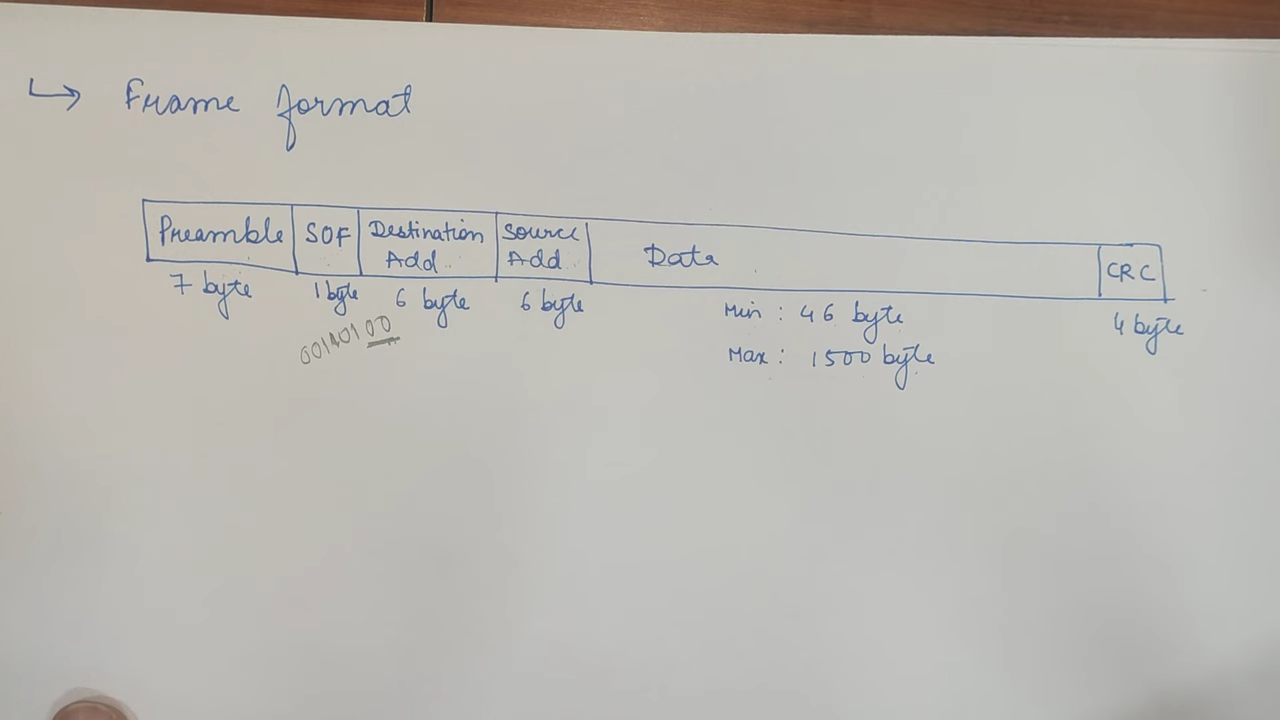 ↳ Frame format
Preamble SOF Destination Add. Source Add. Data CRC
7 byte 1 byte 6 byte 6 byte Min : 46 byte 4 byte
Max : 1500 byte